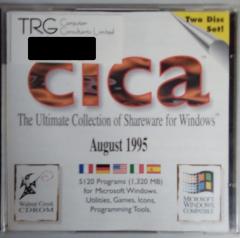 TRG Computer
Consultants Limited
Two Disc
Set!
cica™
The Ultimate Collection of Shareware for Windows™
August 1995
5120 Programs (1,320 MB)
for Microsoft Windows.
Utilities, Games, Icons,
Programming Tools.
Walnut Creek
CDROM
MICROSOFT
WINDOWS
COMPATIBLE